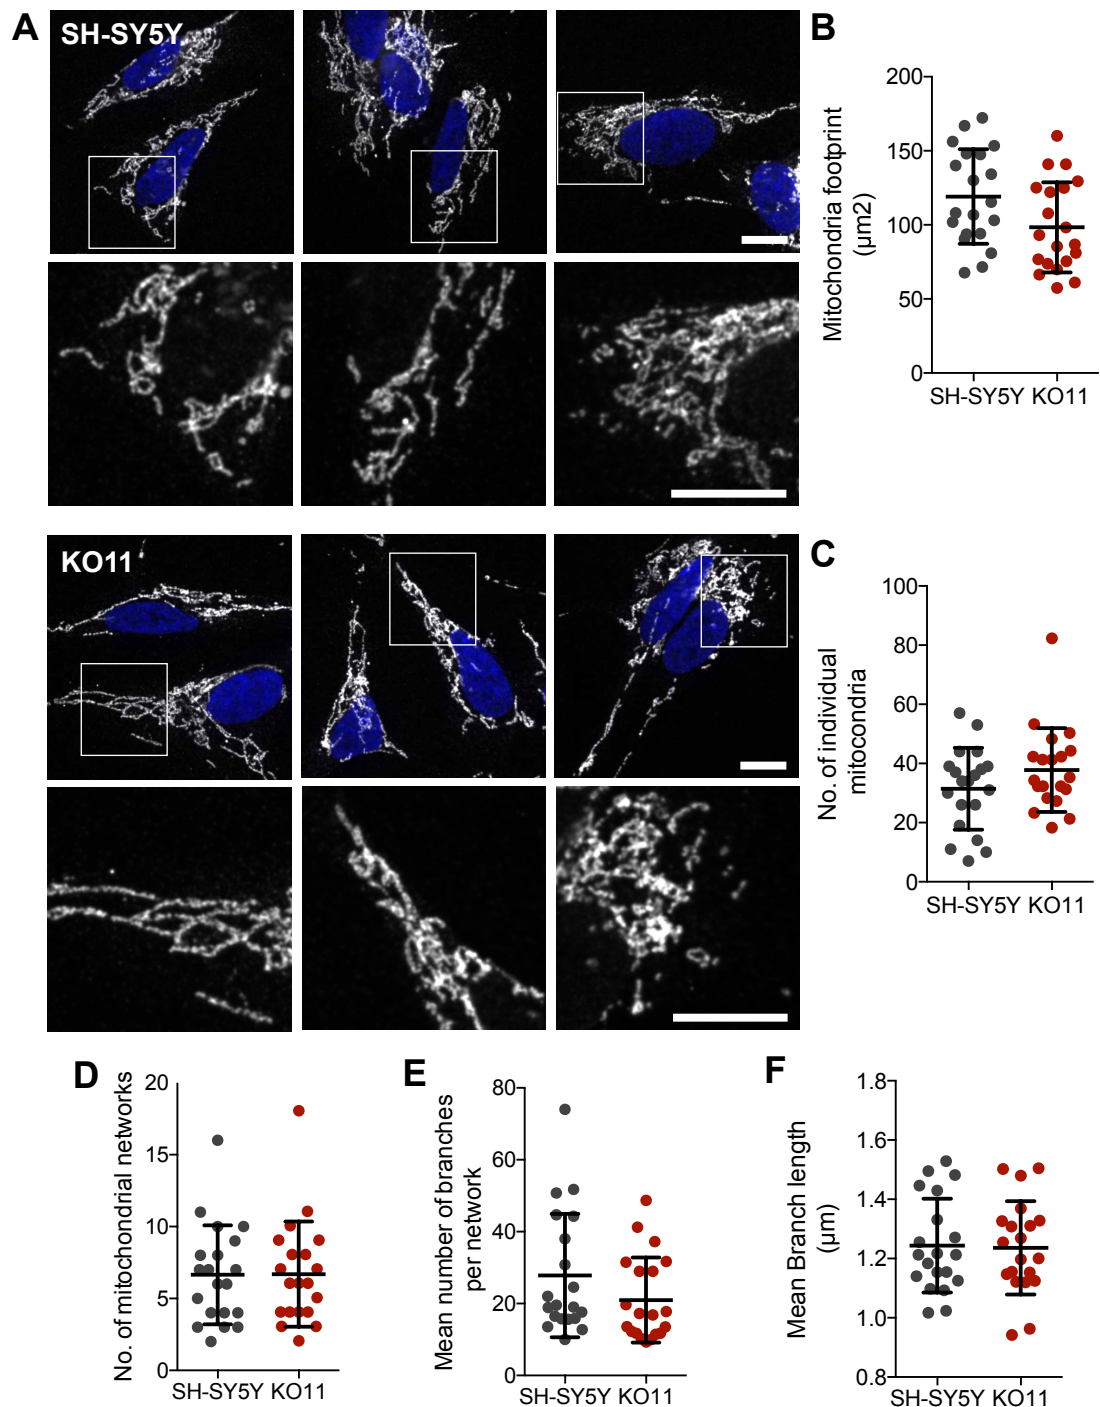 A
SH-SY5Y
B
200
150
100
50
0
Mitochondria footprint
(µm2)
SH-SY5Y KO11
KO11
C
100
80
60
40
20
0
No. of individual
mitocondria
SH-SY5Y KO11
D
20
15
10
5
0
No. of mitochondrial networks
SH-SY5Y KO11
E
80
60
40
20
0
Mean number of branches
per network
SH-SY5Y KO11
F
1.8
1.6
1.4
1.2
1.0
0.8
Mean Branch length
(µm)
SH-SY5Y KO11